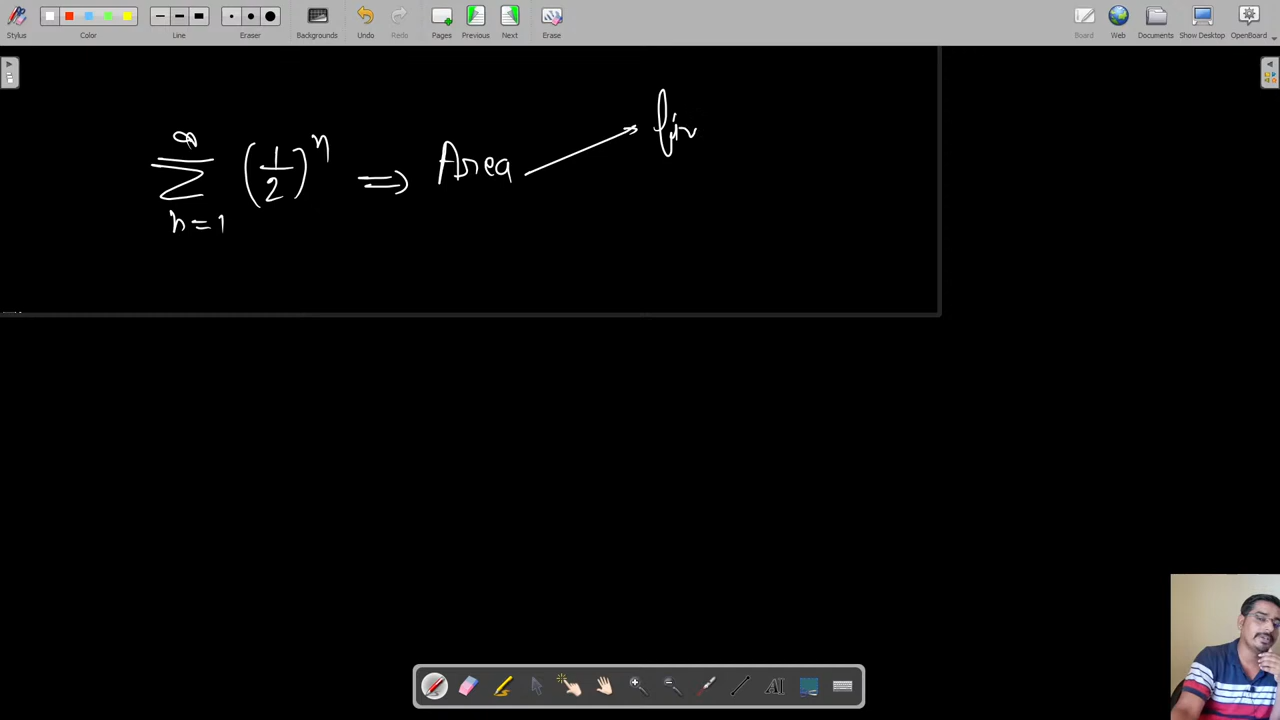 Stylus Color Line Eraser Backgrounds Undo Redo Pages Previous Next Erase Board Web Documents Show Desktop OpenBoard
∞
∑ (1/2)^n ⇒ Area → fin
n=1
AI